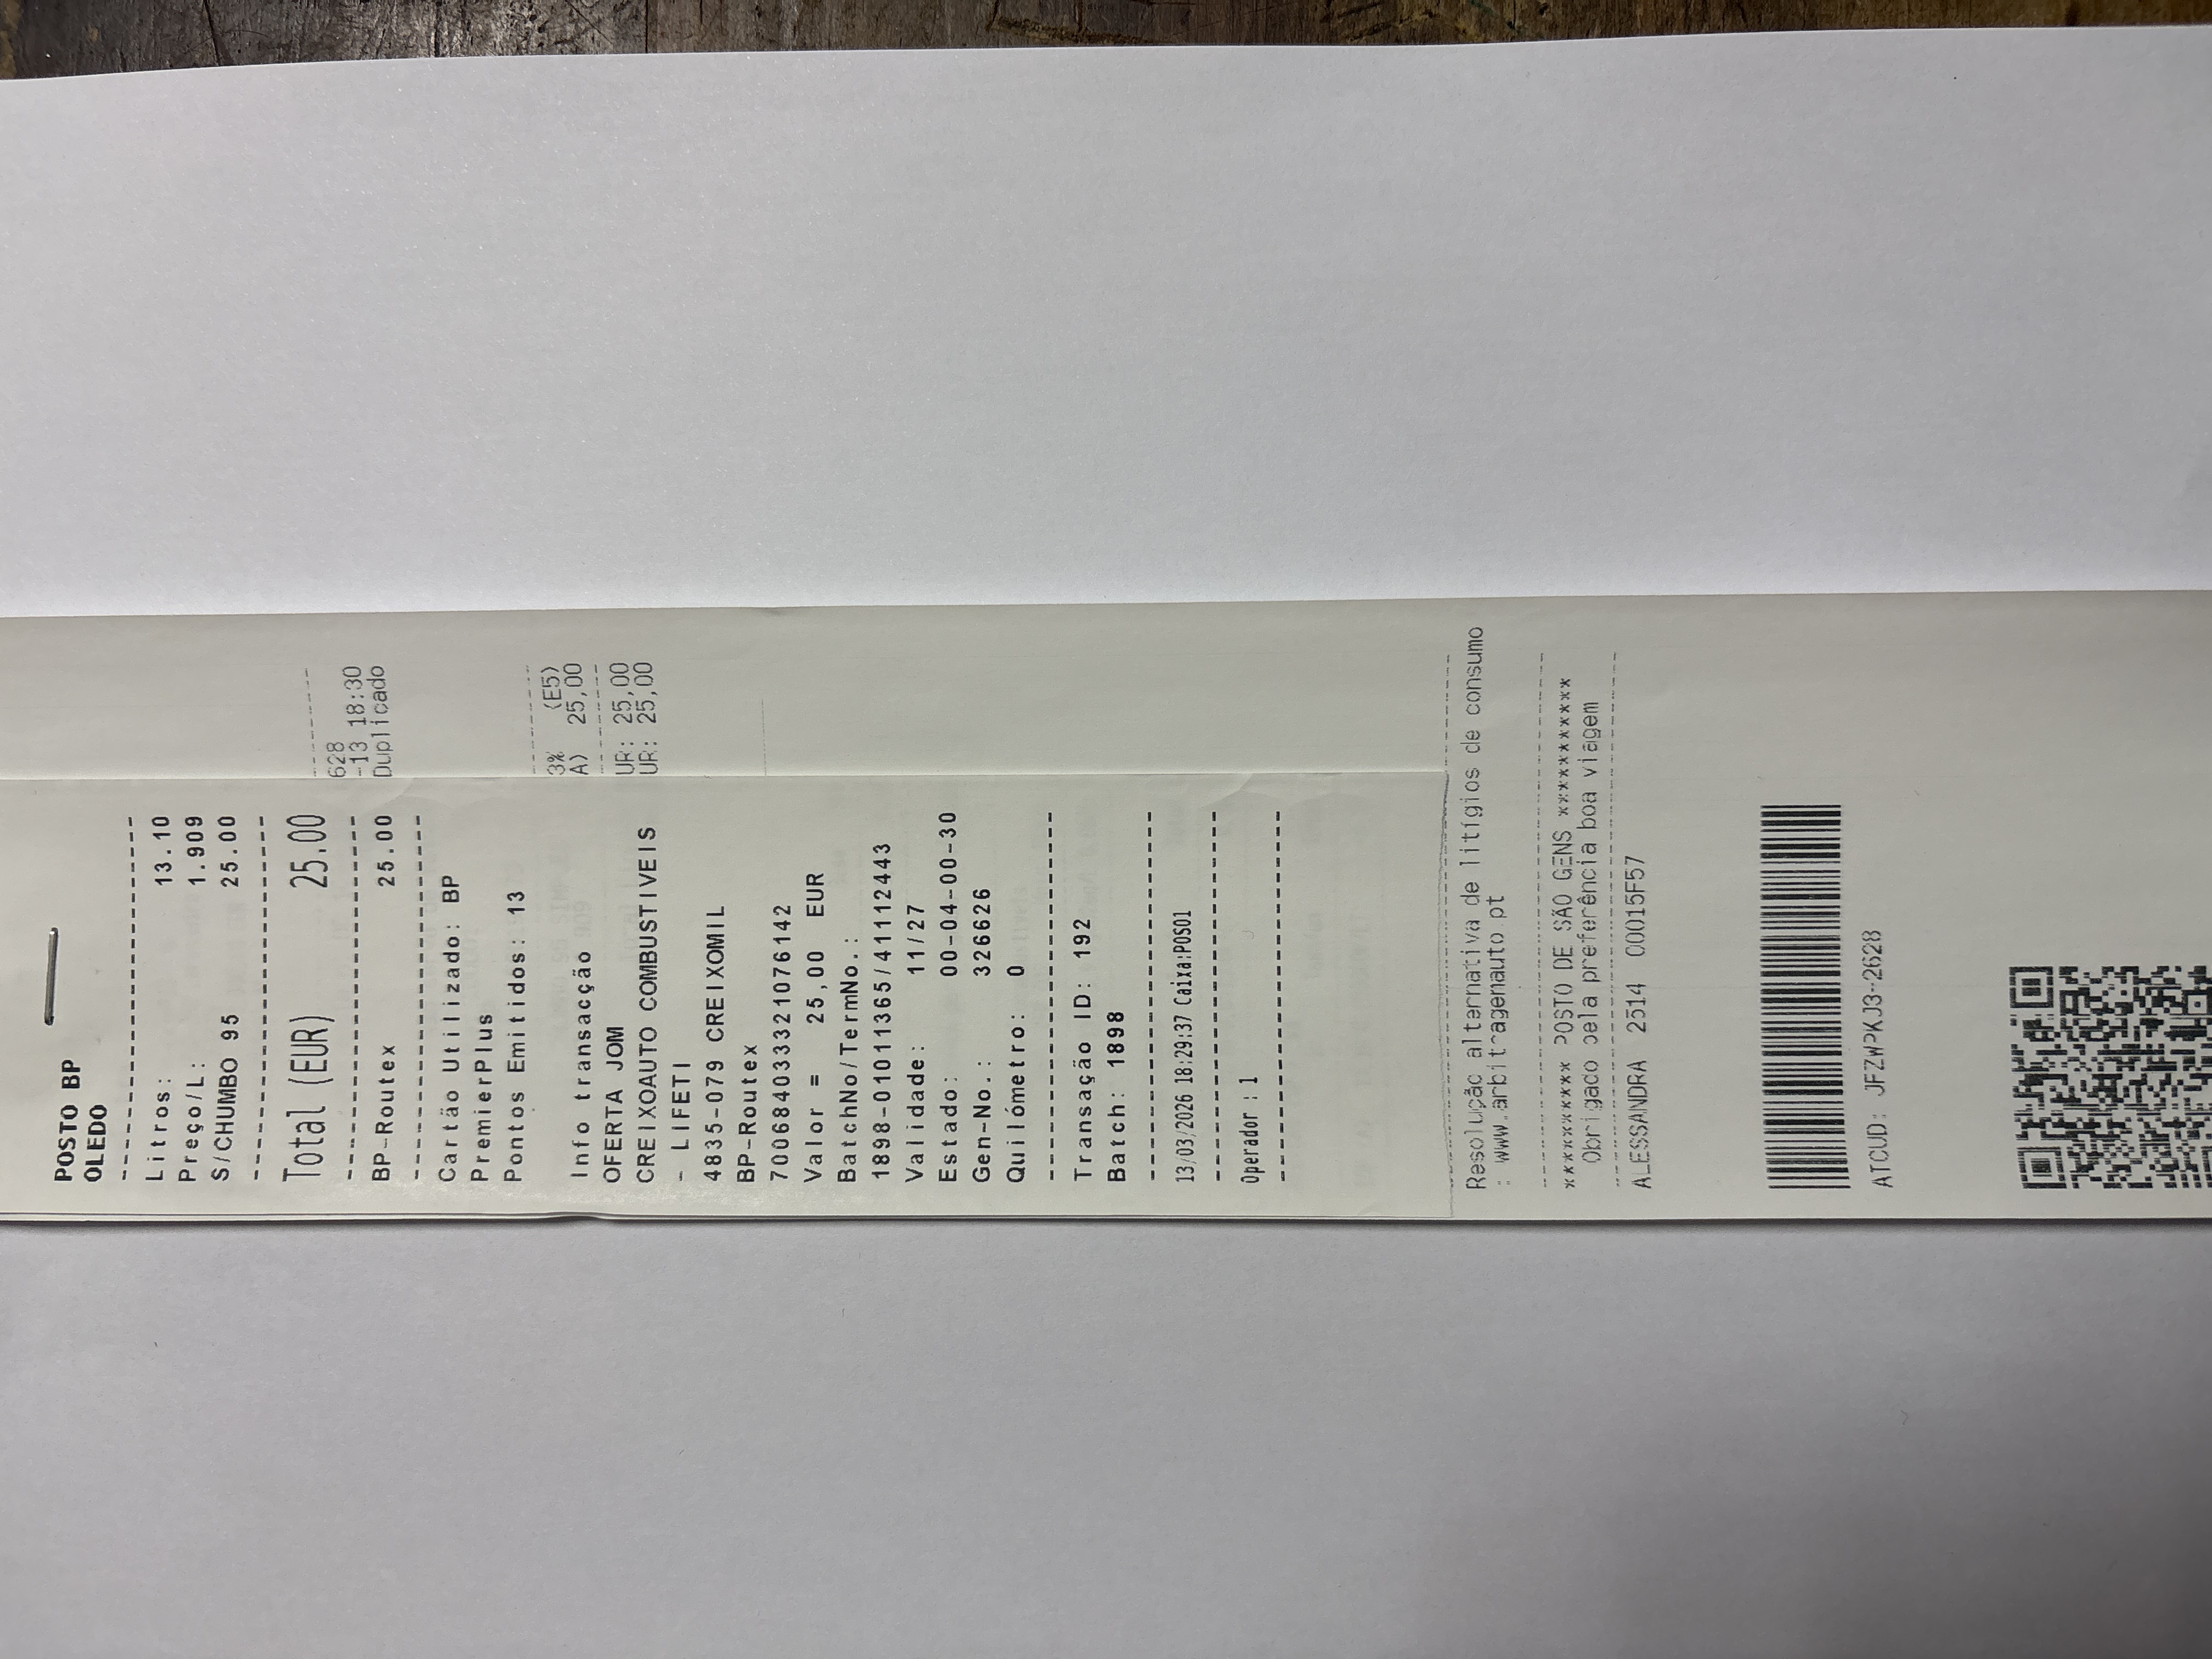 POSTO BP
OLEDO
Litros: 13.10
Preço/L: 1.909
S/CHUMBO 95 25.00
Total (EUR) 25.00
BP-Routex 25.00
Cartão Utilizado: BP
PremierPlus
Pontos Emitidos: 13
Info transacção
OFERTA JOM
CREIXOAUTO COMBUSTIVEIS
- LIFETI
4835-079 CREIXOMIL
BP-Routex
7006840333210761​42
Valor = 25,00 EUR
BatchNo/TermNo.:
1898-01011365/41112443
Validade: 11/27
Estado: 00-04-00-30
Gen-No.: 326626
Quilómetro: 0
Transação ID: 192
Batch: 1898
13/03/2026 18:29:37 Caixa:POS01
Operador : 1
628
-13 18:30
Duplicado
3% (E5)
A) 25,00
UR: 25,00
UR: 25,00
Resolução alternativa de litígios de consumo
: www.arbitragenauto.pt
********** POSTO DE SÃO GENS **************
Obrigado pela preferência boa viagem
ALESSANDRA 2514 00015F57
ATCUD: JFZWPKJ3-2628